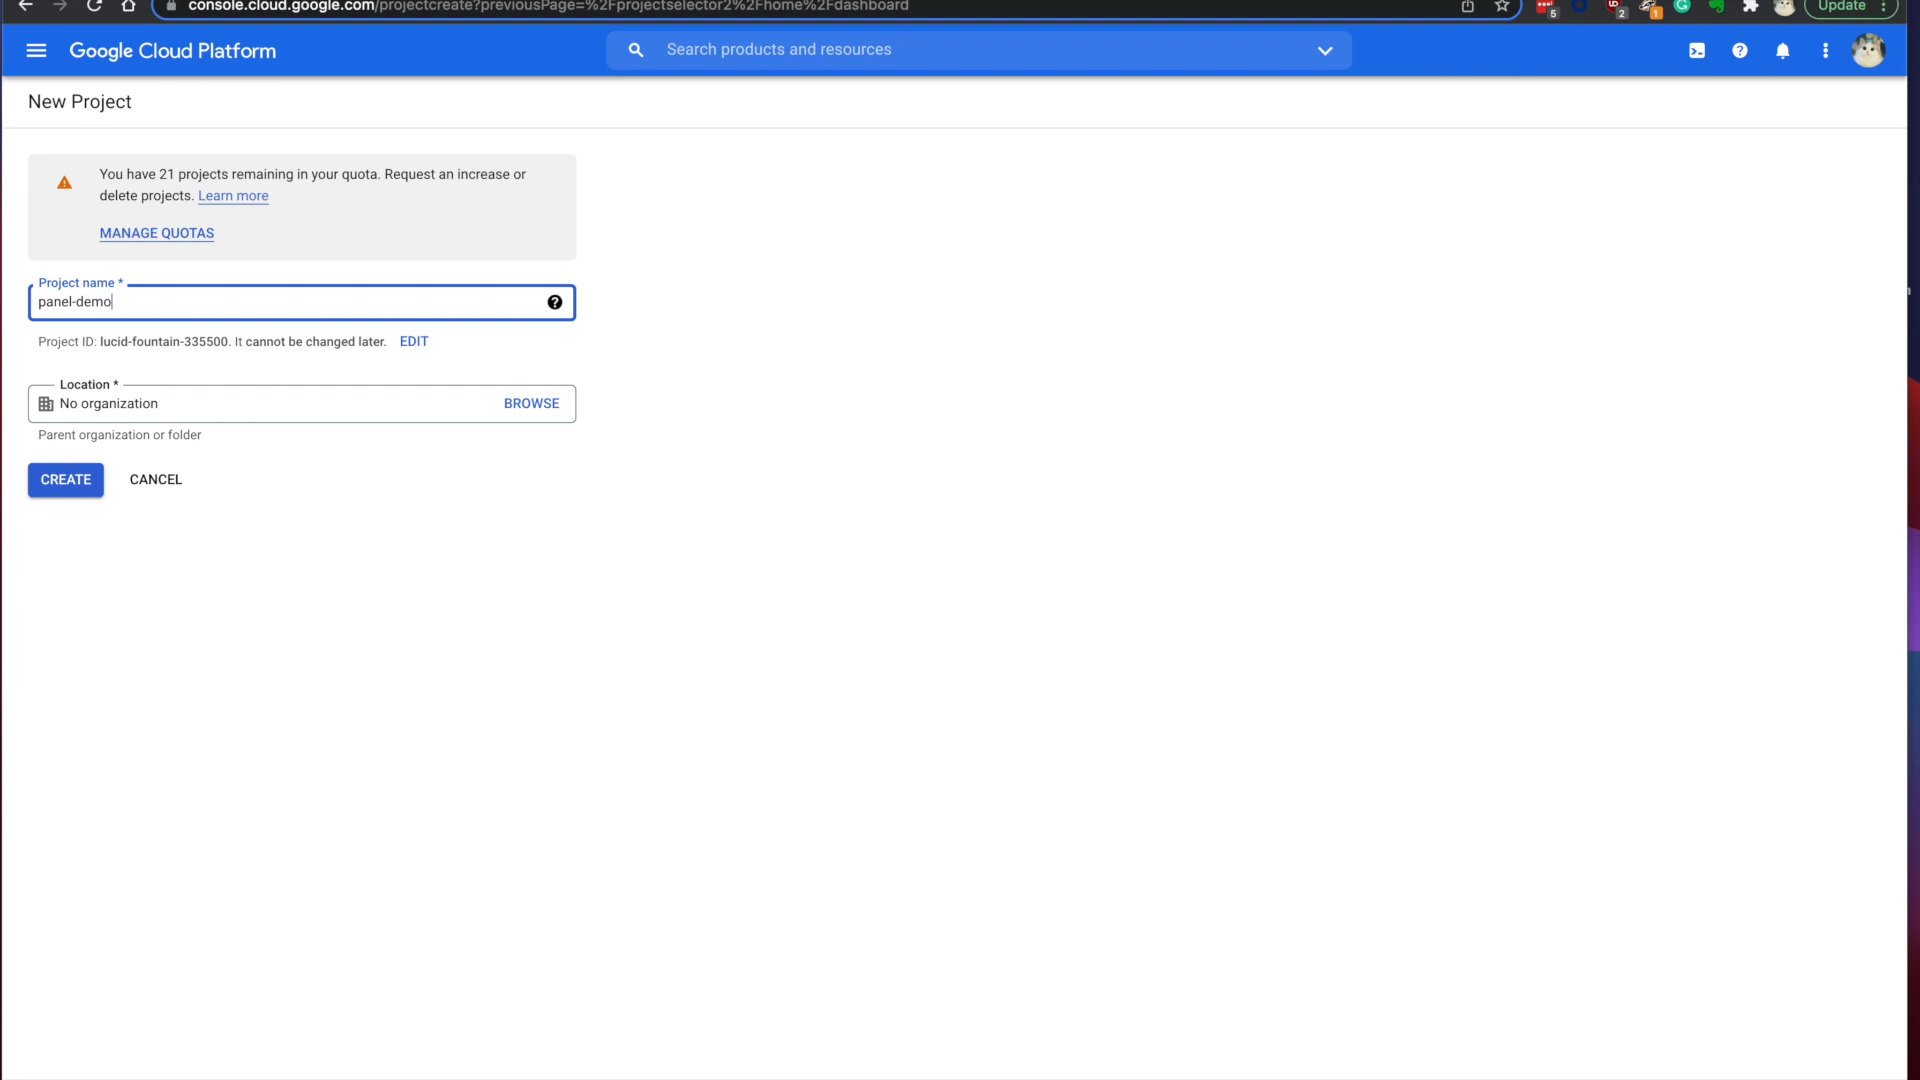 console.cloud.google.com/projectcreate?previousPage=%2Fprojectselector2%2Fhome%2Fdashboard
5
2
1
Update
Google Cloud Platform
Search products and resources
New Project
You have 21 projects remaining in your quota. Request an increase or
delete projects. Learn more
MANAGE QUOTAS
Project name *
panel-demo
Project ID: lucid-fountain-335500. It cannot be changed later. EDIT
Location *
No organization
BROWSE
Parent organization or folder
CREATE
CANCEL